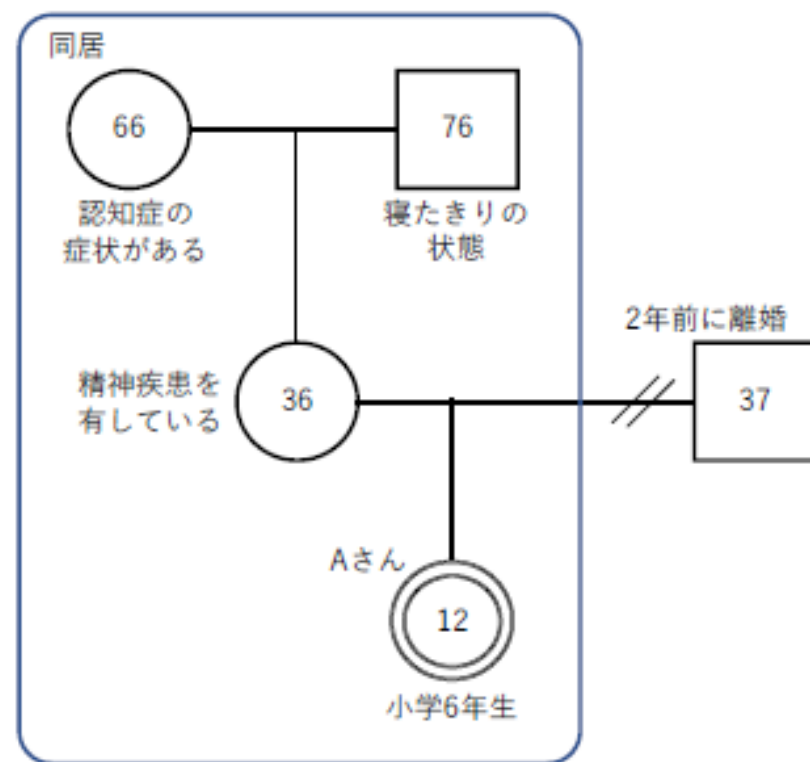 同居
66
76
認知症の
症状がある
寝たきりの
状態
2年前に離婚
精神疾患を
有している
36
37
Aさん
12
小学6年生